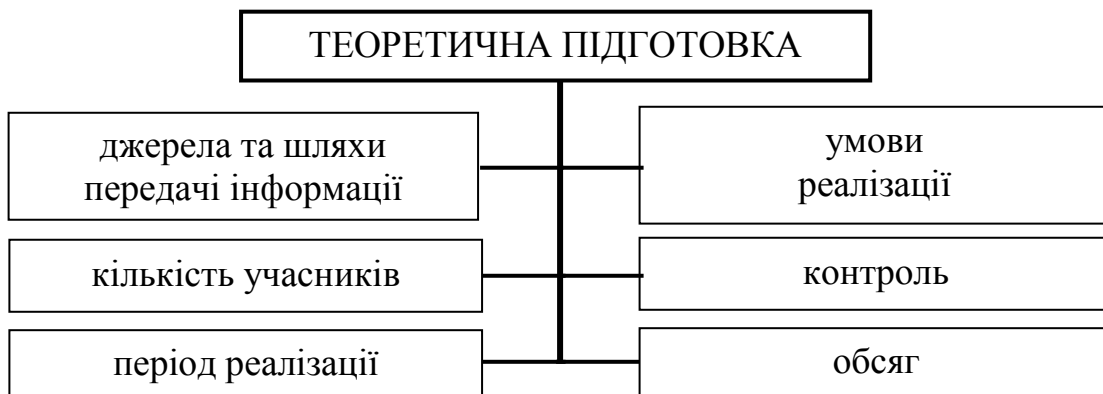 ТЕОРЕТИЧНА ПІДГОТОВКА
джерела та шляхи
передачі інформації
умови
реалізації
кількість учасників
контроль
період реалізації
обсяг